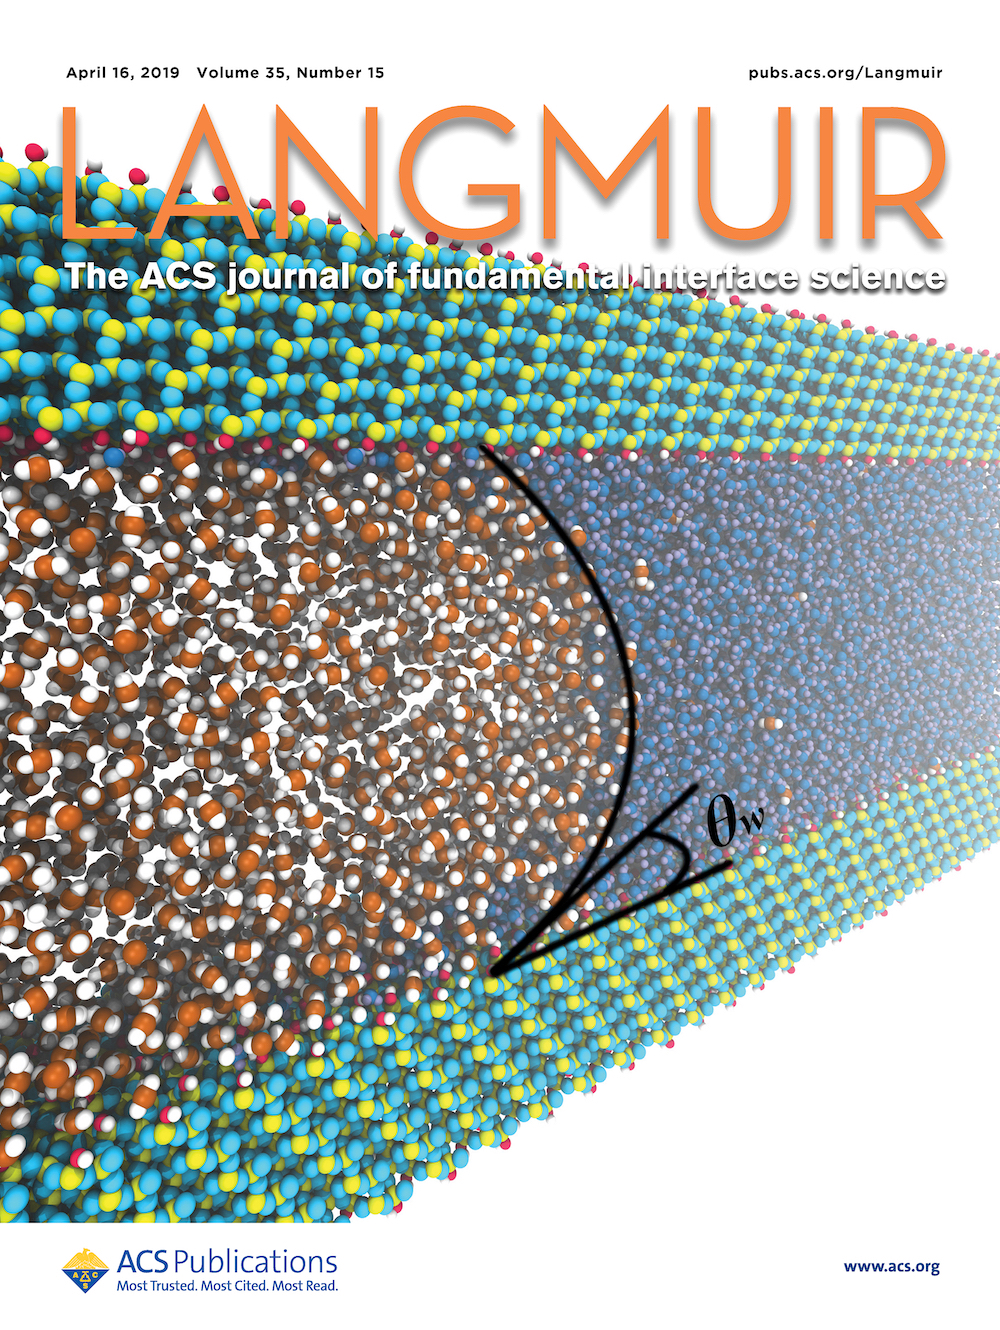 April 16, 2019 Volume 35, Number 15
pubs.acs.org/Langmuir
LANGMUIR
The ACS journal of fundamental interface science
θw
A C S
ACS Publications
Most Trusted. Most Cited. Most Read.
www.acs.org